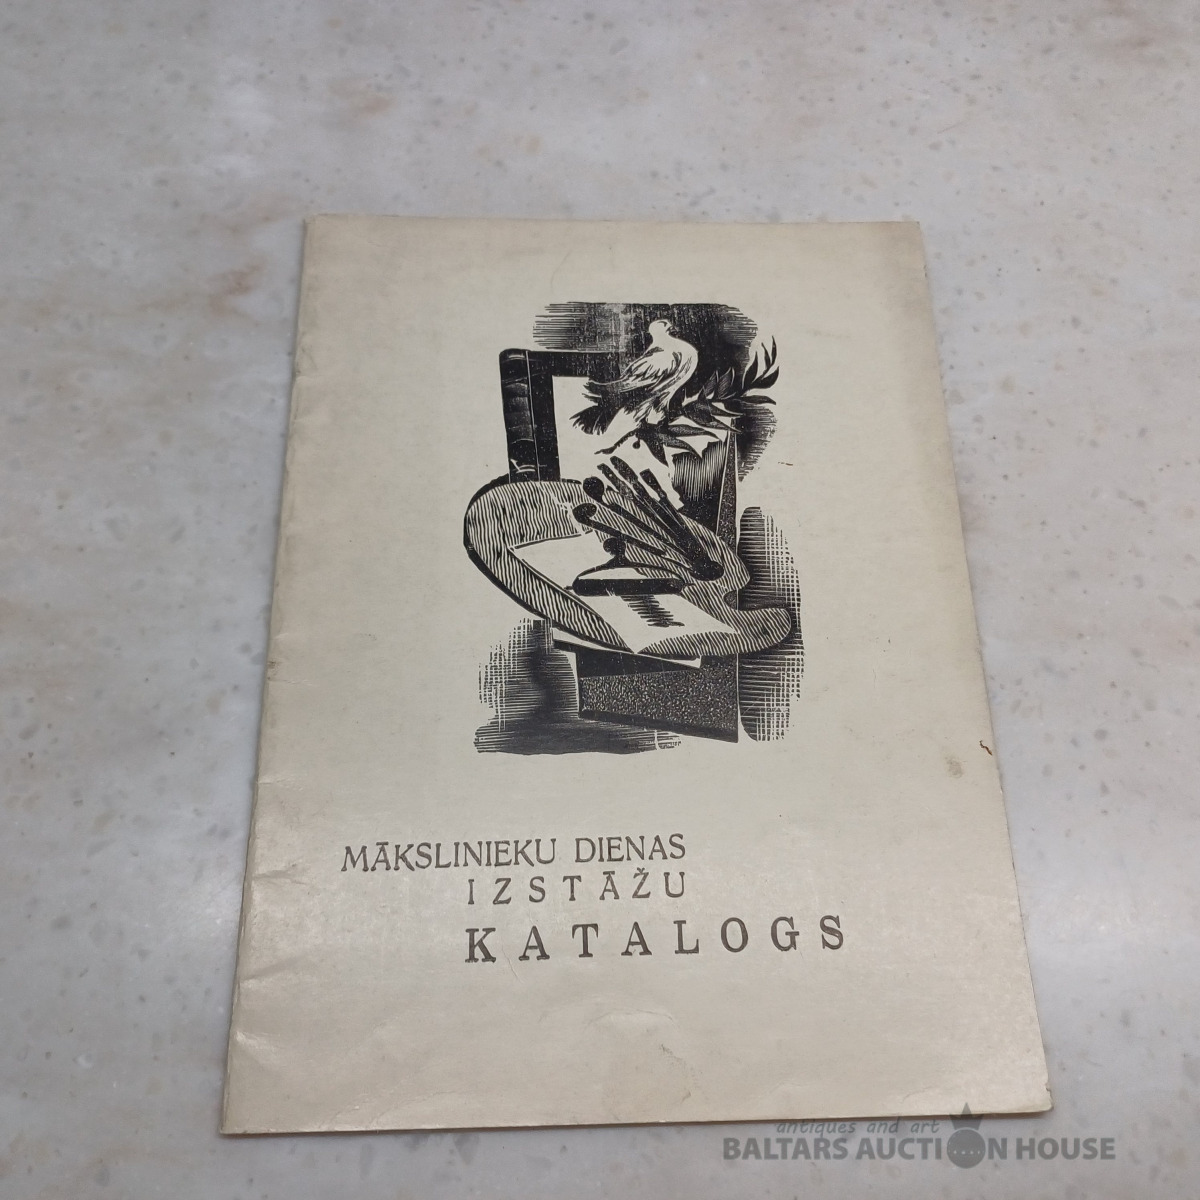 MĀKSLINIEKU DIENAS
IZSTĀŽU
KATALOGS
antiques and art
BALTARS AUCTION HOUSE